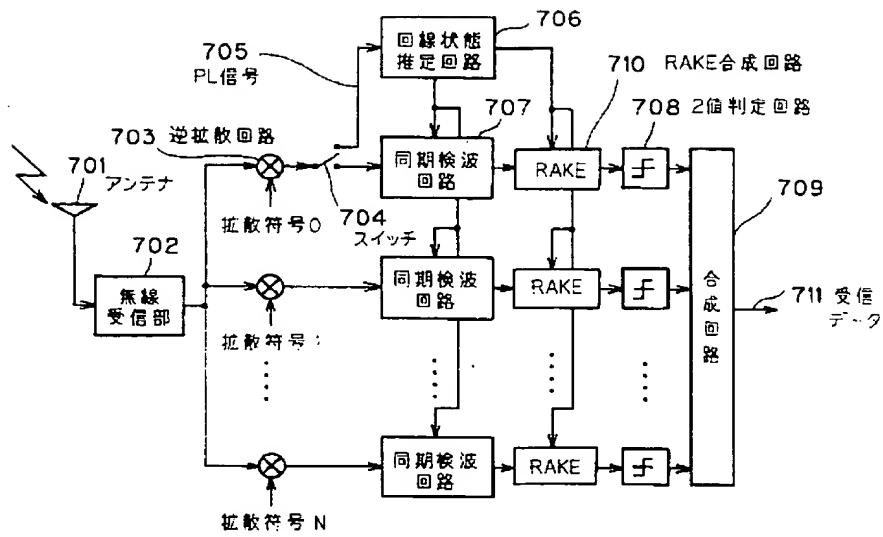 706
705
PL信号
回線状態
推定回路
710 RAKE合成回路
707
708 2値判定回路
703 逆拡散回路
701
アンテナ
同期検波
回路
RAKE
709
拡散符号0
704
スイッチ
702
無線
受信部
同期検波
回路
RAKE
合成回路
711 受信
データ
拡散符号
同期検波
回路
RAKE
拡散符号N